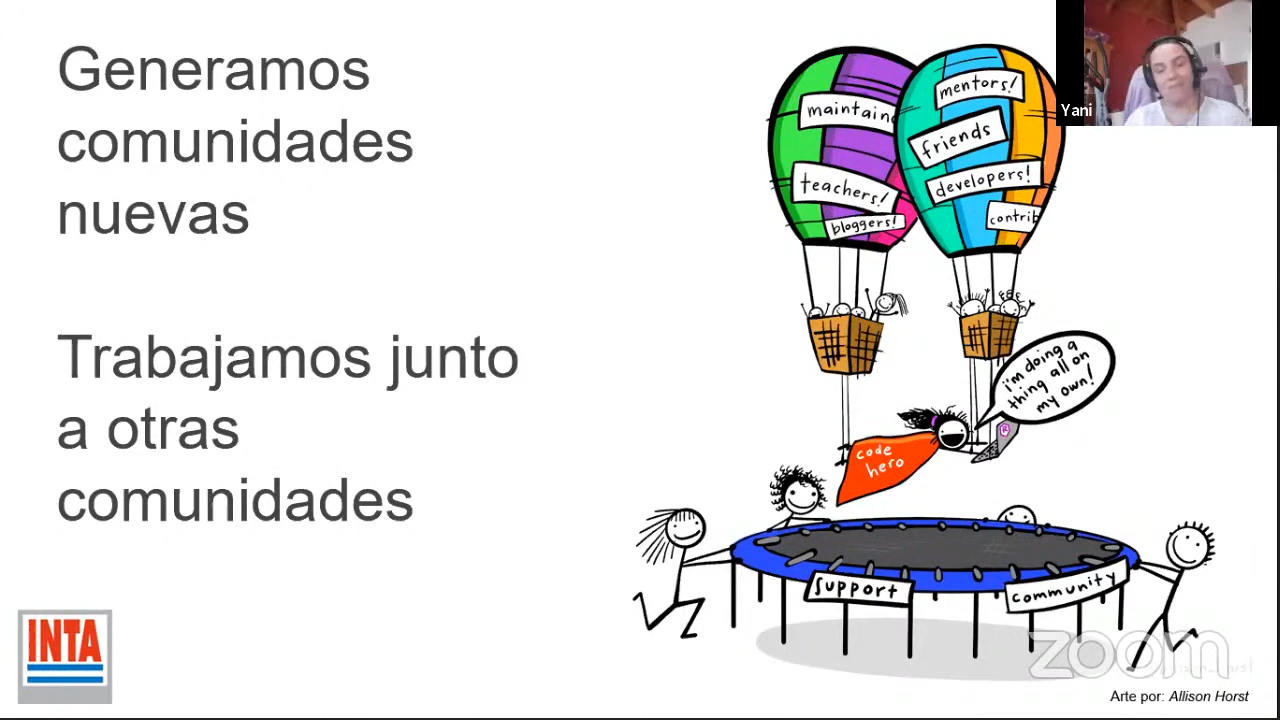 Generamos
comunidades
nuevas
Trabajamos junto
a otras
comunidades
maintain
teachers!
bloggers!
mentors!
friends
developers!
contrib
i'm doing a
thing all on
my own!
R
code
hero
support
community
INTA
Yani
zoom
Arte por: Allison Horst